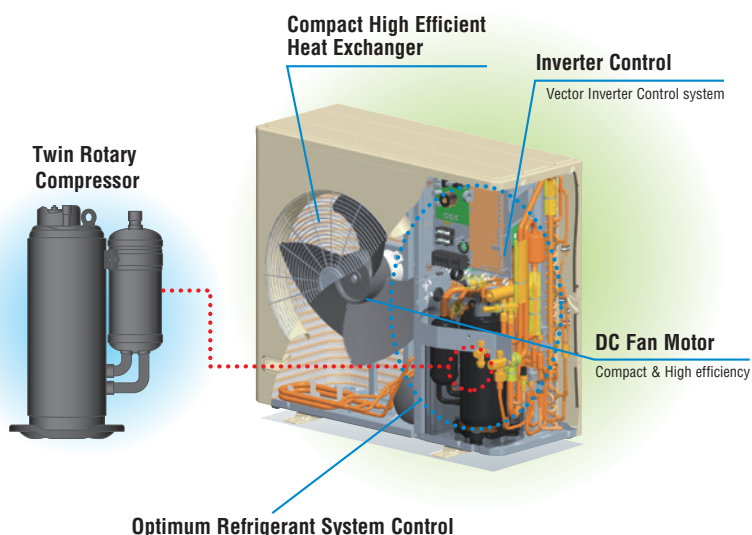 Compact High Efficient
Heat Exchanger
Inverter Control
Vector Inverter Control system
Twin Rotary
Compressor
DC Fan Motor
Compact & High efficiency
Optimum Refrigerant System Control